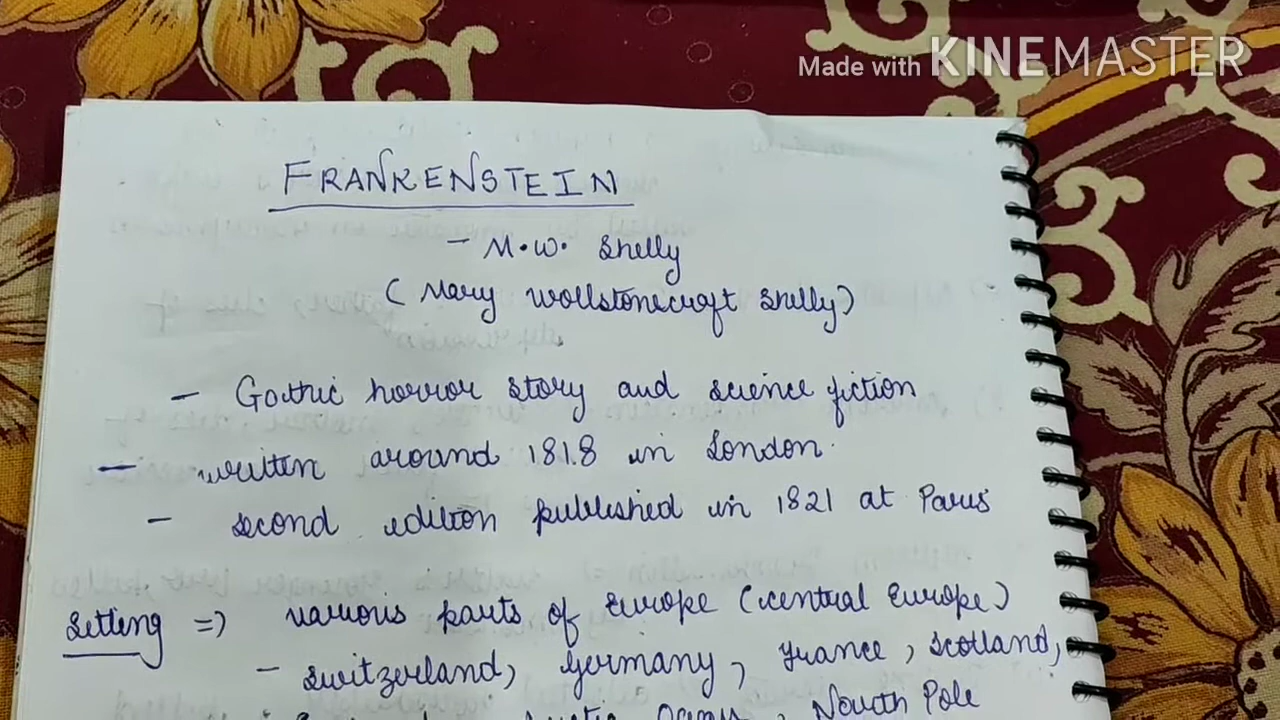 Made with KINEMASTER
FRANKENSTEIN
- M.W. Shelly
(Mary Wollstonecraft Shelly)
- Gothic horror story and science fiction
- written around 1818 in London.
- second edition published in 1821 at Paris
Setting => various parts of Europe (central Europe)
- Switzerland, Germany, France, Scotland,
North Pole